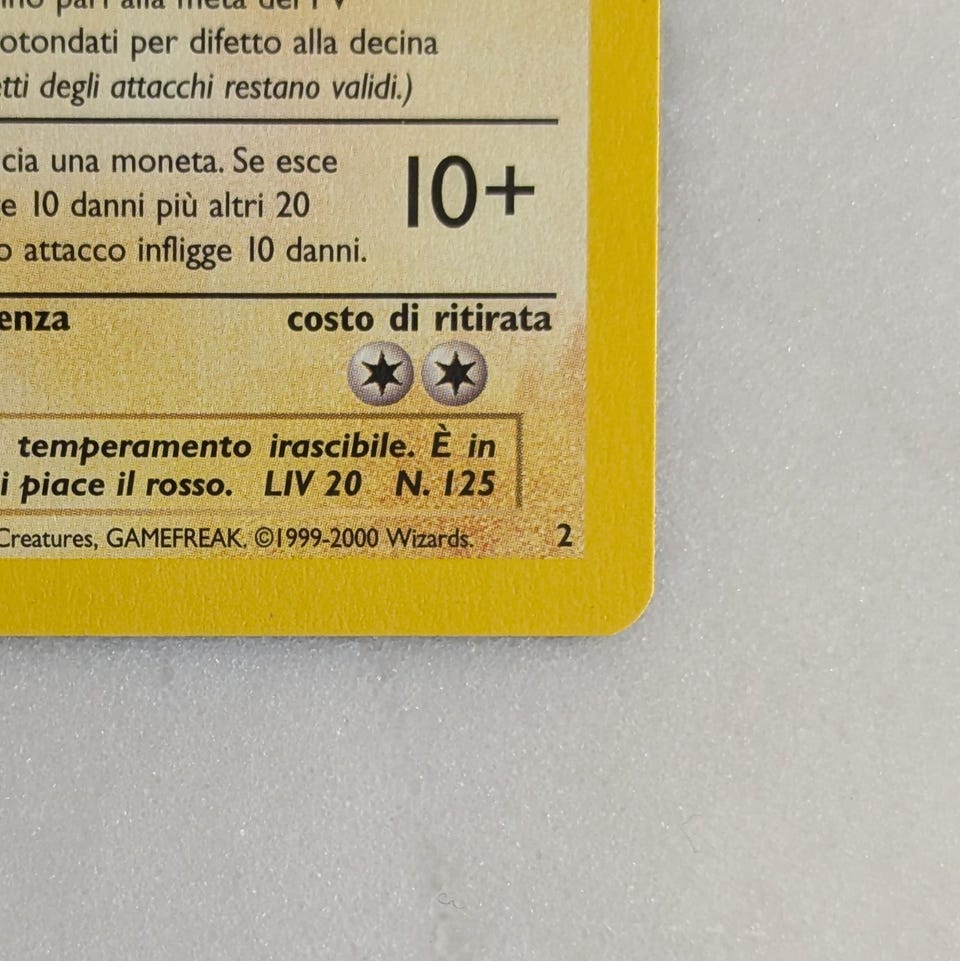 otondati per difetto alla decina
tti degli attacchi restano validi.)
cia una moneta. Se esce
e 10 danni più altri 20
o attacco infligge 10 danni.
10+
enza
costo di ritirata
temperamento irascibile. È in
i piace il rosso. LIV 20 N. 125
Creatures, GAMEFREAK. ©1999-2000 Wizards.
2